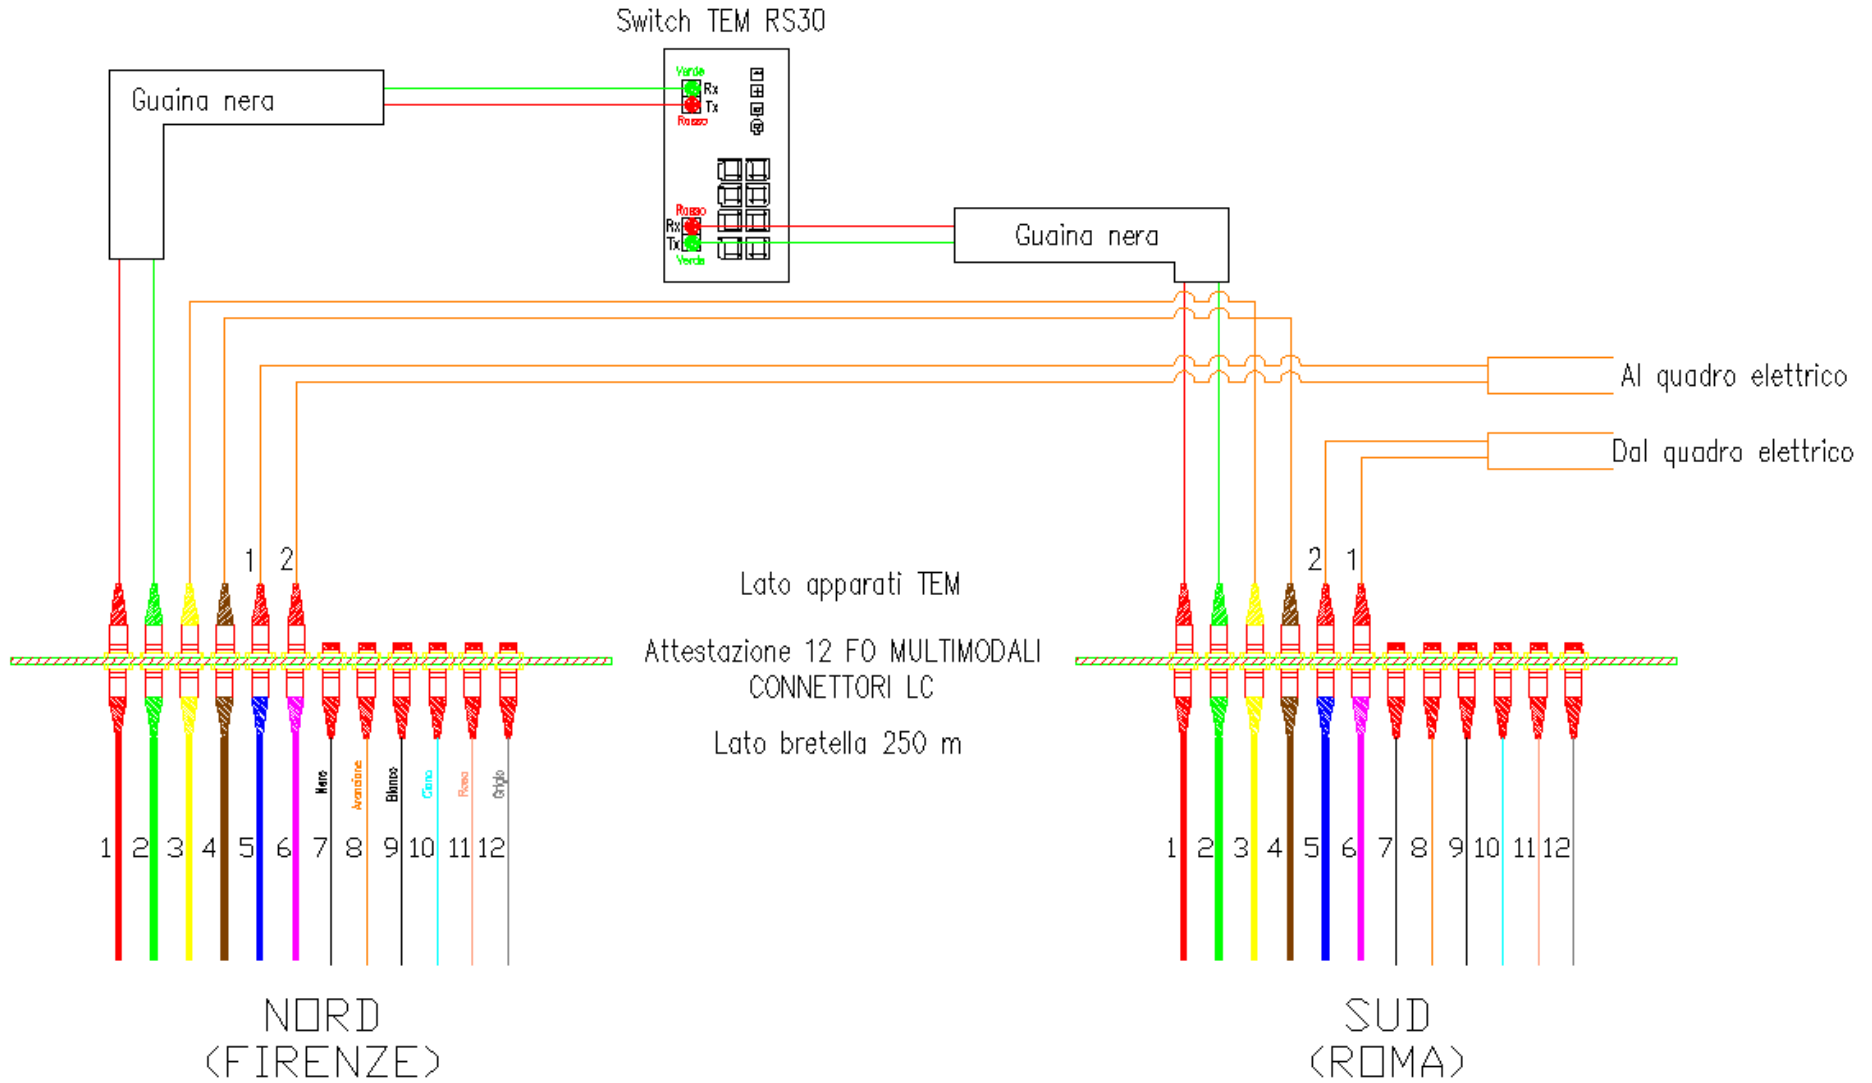 Switch TEM RS30
Verde
Rx
Tx
Rosso
Guaina nera
Rosso
Rx
Tx
Verde
Guaina nera
Al quadro elettrico
Dal quadro elettrico
1 2
2 1
Lato apparati TEM
Attestazione 12 FO MULTIMODALI
CONNETTORI LC
Lato bretella 250 m
Nero
Arancione
Bianco
Ciano
Rosa
Grigio
1 2 3 4 5 6 7 8 9 10 11 12
1 2 3 4 5 6 7 8 9 10 11 12
NORD
(FIRENZE)
SUD
(ROMA)